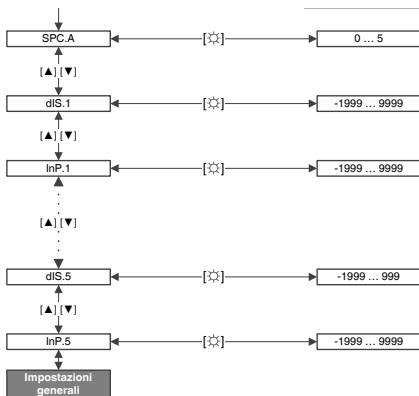 SPC.A [☼] 0 ... 5
[▲] [▼]
dIS.1 [☼] -1999 ... 9999
[▲] [▼]
InP.1 [☼] -1999 ... 9999
[▲] [▼]
dIS.5 [☼] -1999 ... 999
[▲] [▼]
InP.5 [☼] -1999 ... 9999
Impostazioni
generali